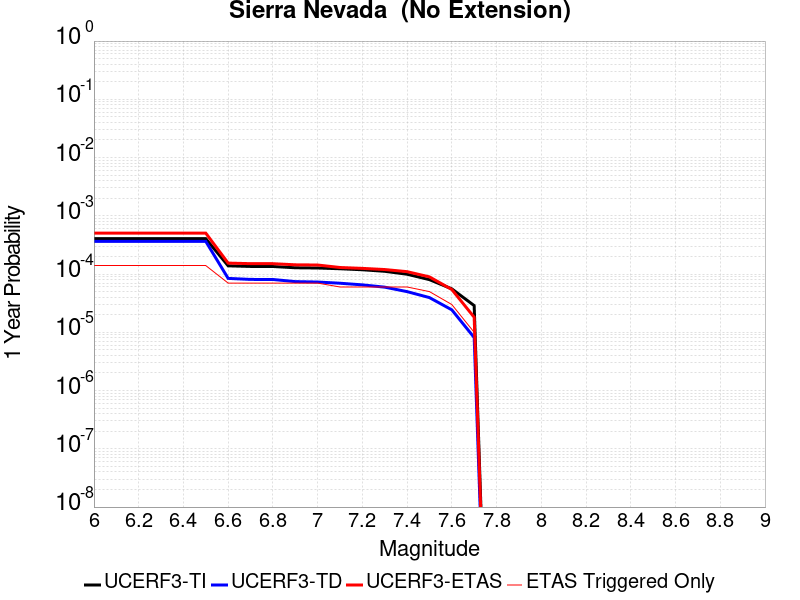 Sierra Nevada  (No Extension)
10^0
10^-1
10^-2
10^-3
10^-4
10^-5
10^-6
10^-7
10^-8
1 Year Probability
6 6.2 6.4 6.6 6.8 7 7.2 7.4 7.6 7.8 8 8.2 8.4 8.6 8.8 9
Magnitude
UCERF3-TI UCERF3-TD UCERF3-ETAS ETAS Triggered Only